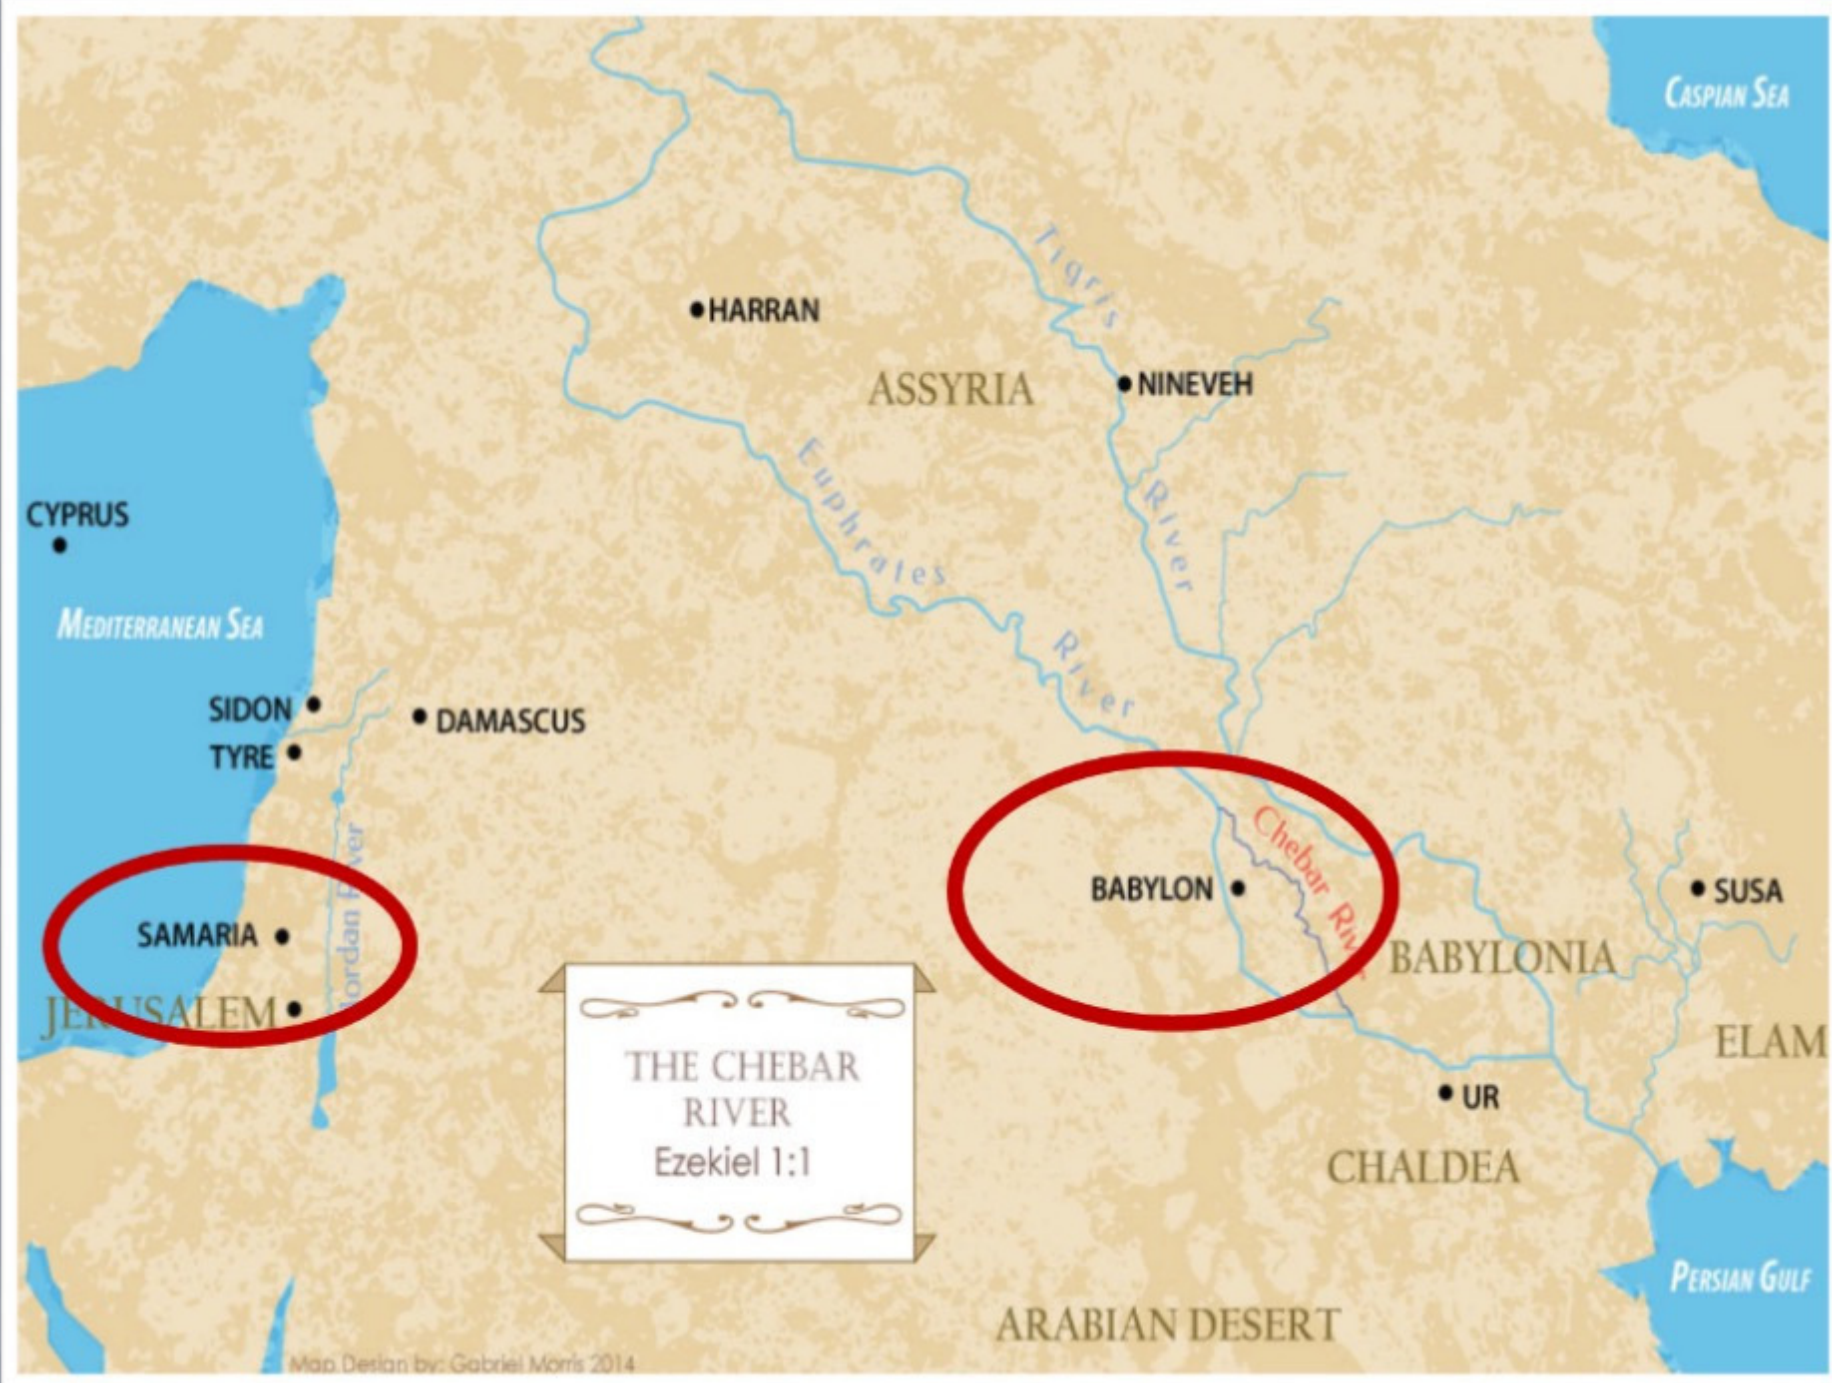 CASPIAN SEA
Tigris
River
HARRAN
ASSYRIA
NINEVEH
Euphrates
River
CYPRUS
MEDITERRANEAN SEA
SIDON
DAMASCUS
TYRE
Jordan River
Chebar
BABYLON
SUSA
SAMARIA
BABYLONIA
JERUSALEM
ELAM
THE CHEBAR
RIVER
Ezekiel 1:1
UR
CHALDEA
PERSIAN GULF
ARABIAN DESERT
Map Design by: Gabriel Morris 2014